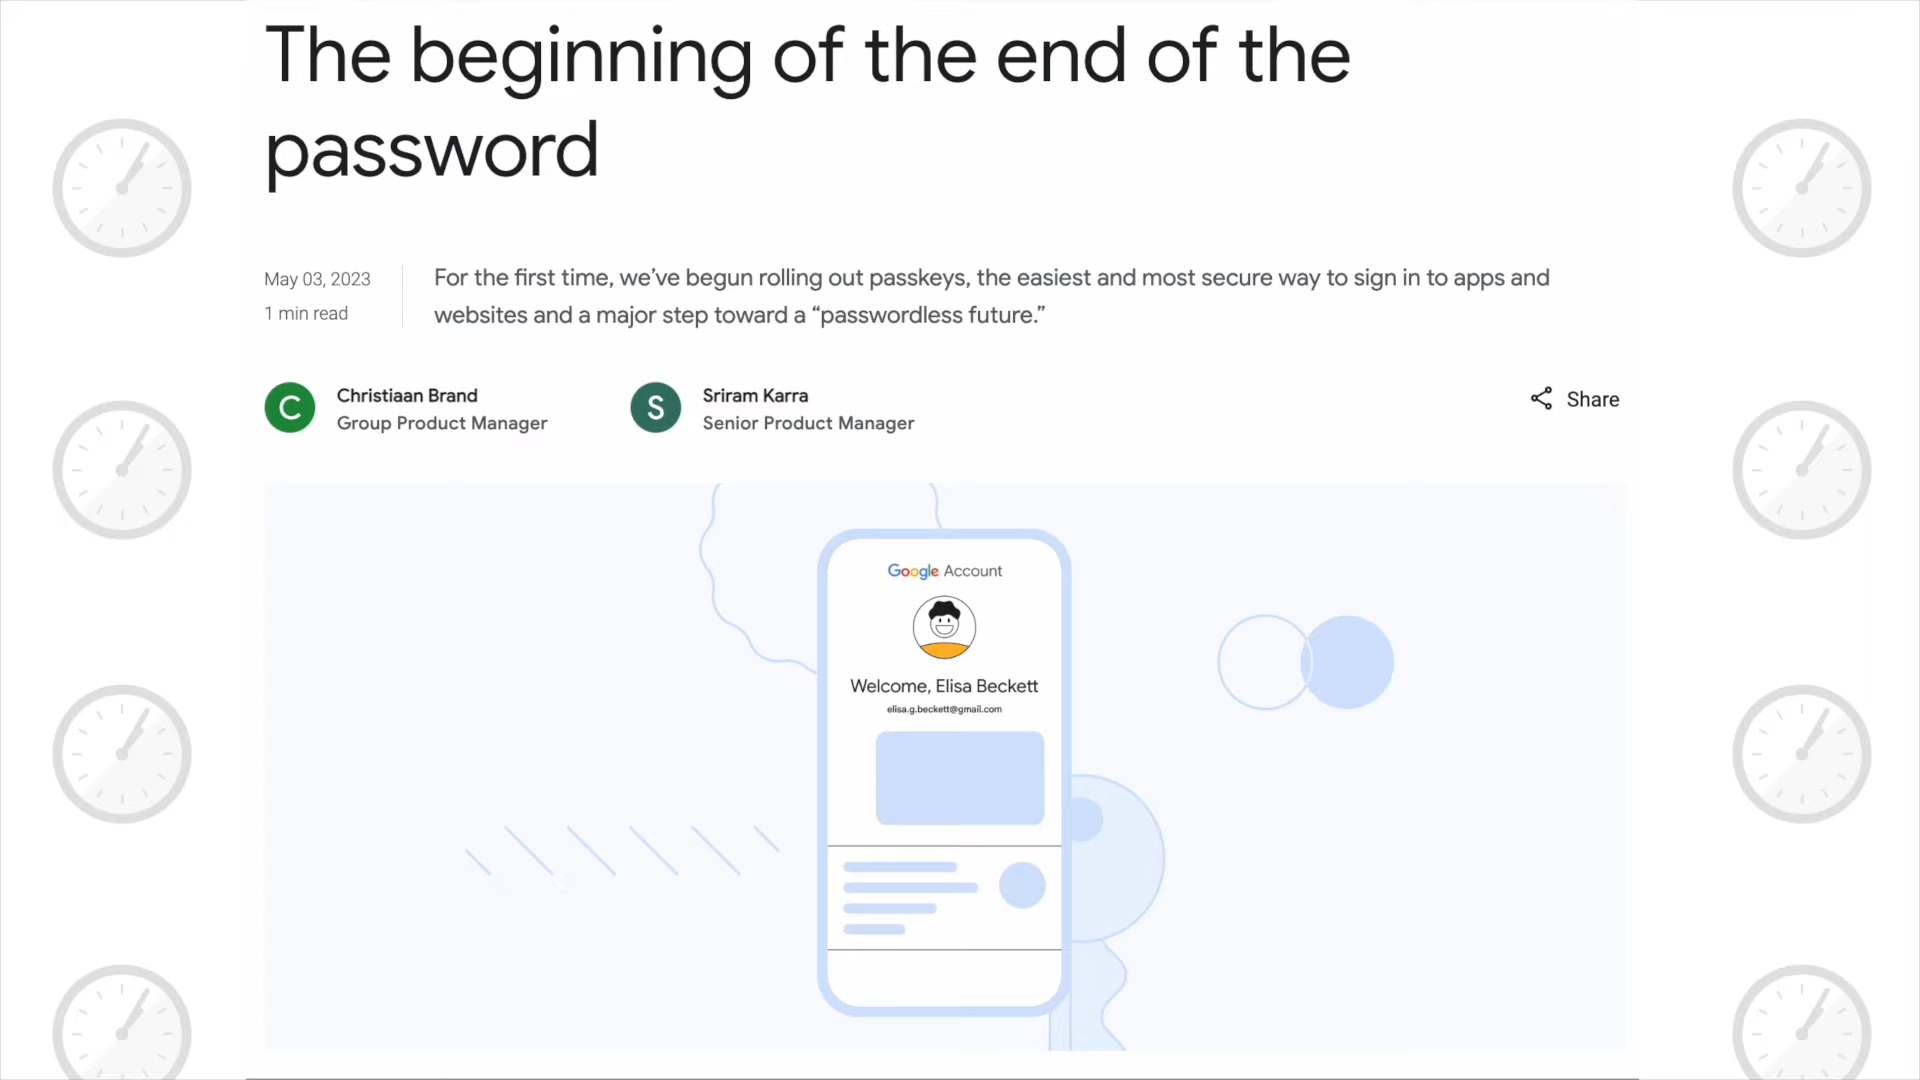 The beginning of the end of the
password
May 03, 2023
1 min read
For the first time, we’ve begun rolling out passkeys, the easiest and most secure way to sign in to apps and
websites and a major step toward a “passwordless future.”
C
Christiaan Brand
Group Product Manager
S
Sriram Karra
Senior Product Manager
Share
Google Account
Welcome, Elisa Beckett
elisa.g.beckett@gmail.com